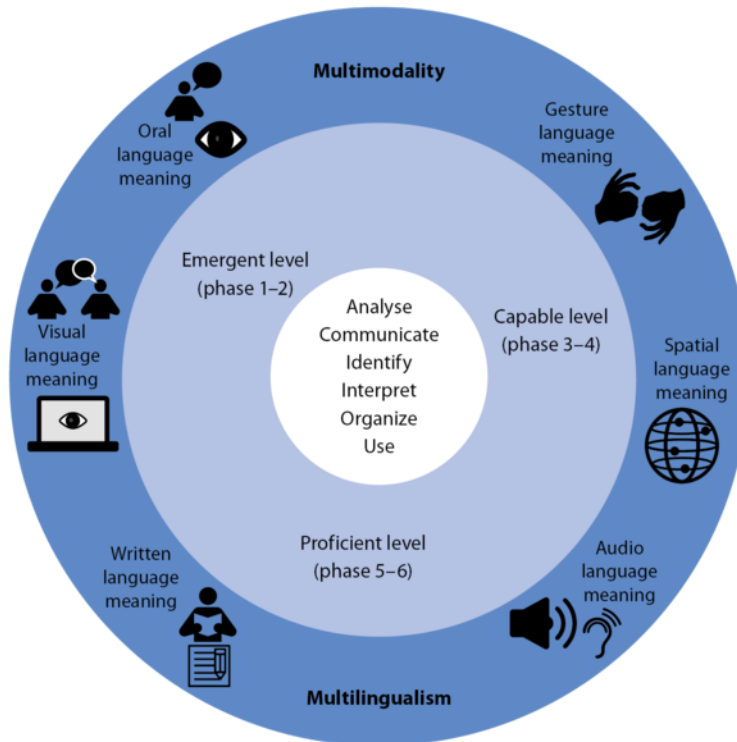 Multimodality
Oral
language
meaning
Gesture
language
meaning
Visual
language
meaning
Emergent level
(phase 1–2)
Analyse
Communicate
Identify
Interpret
Organize
Use
Capable level
(phase 3–4)
Spatial
language
meaning
Written
language
meaning
Proficient level
(phase 5–6)
Audio
language
meaning
Multilingualism